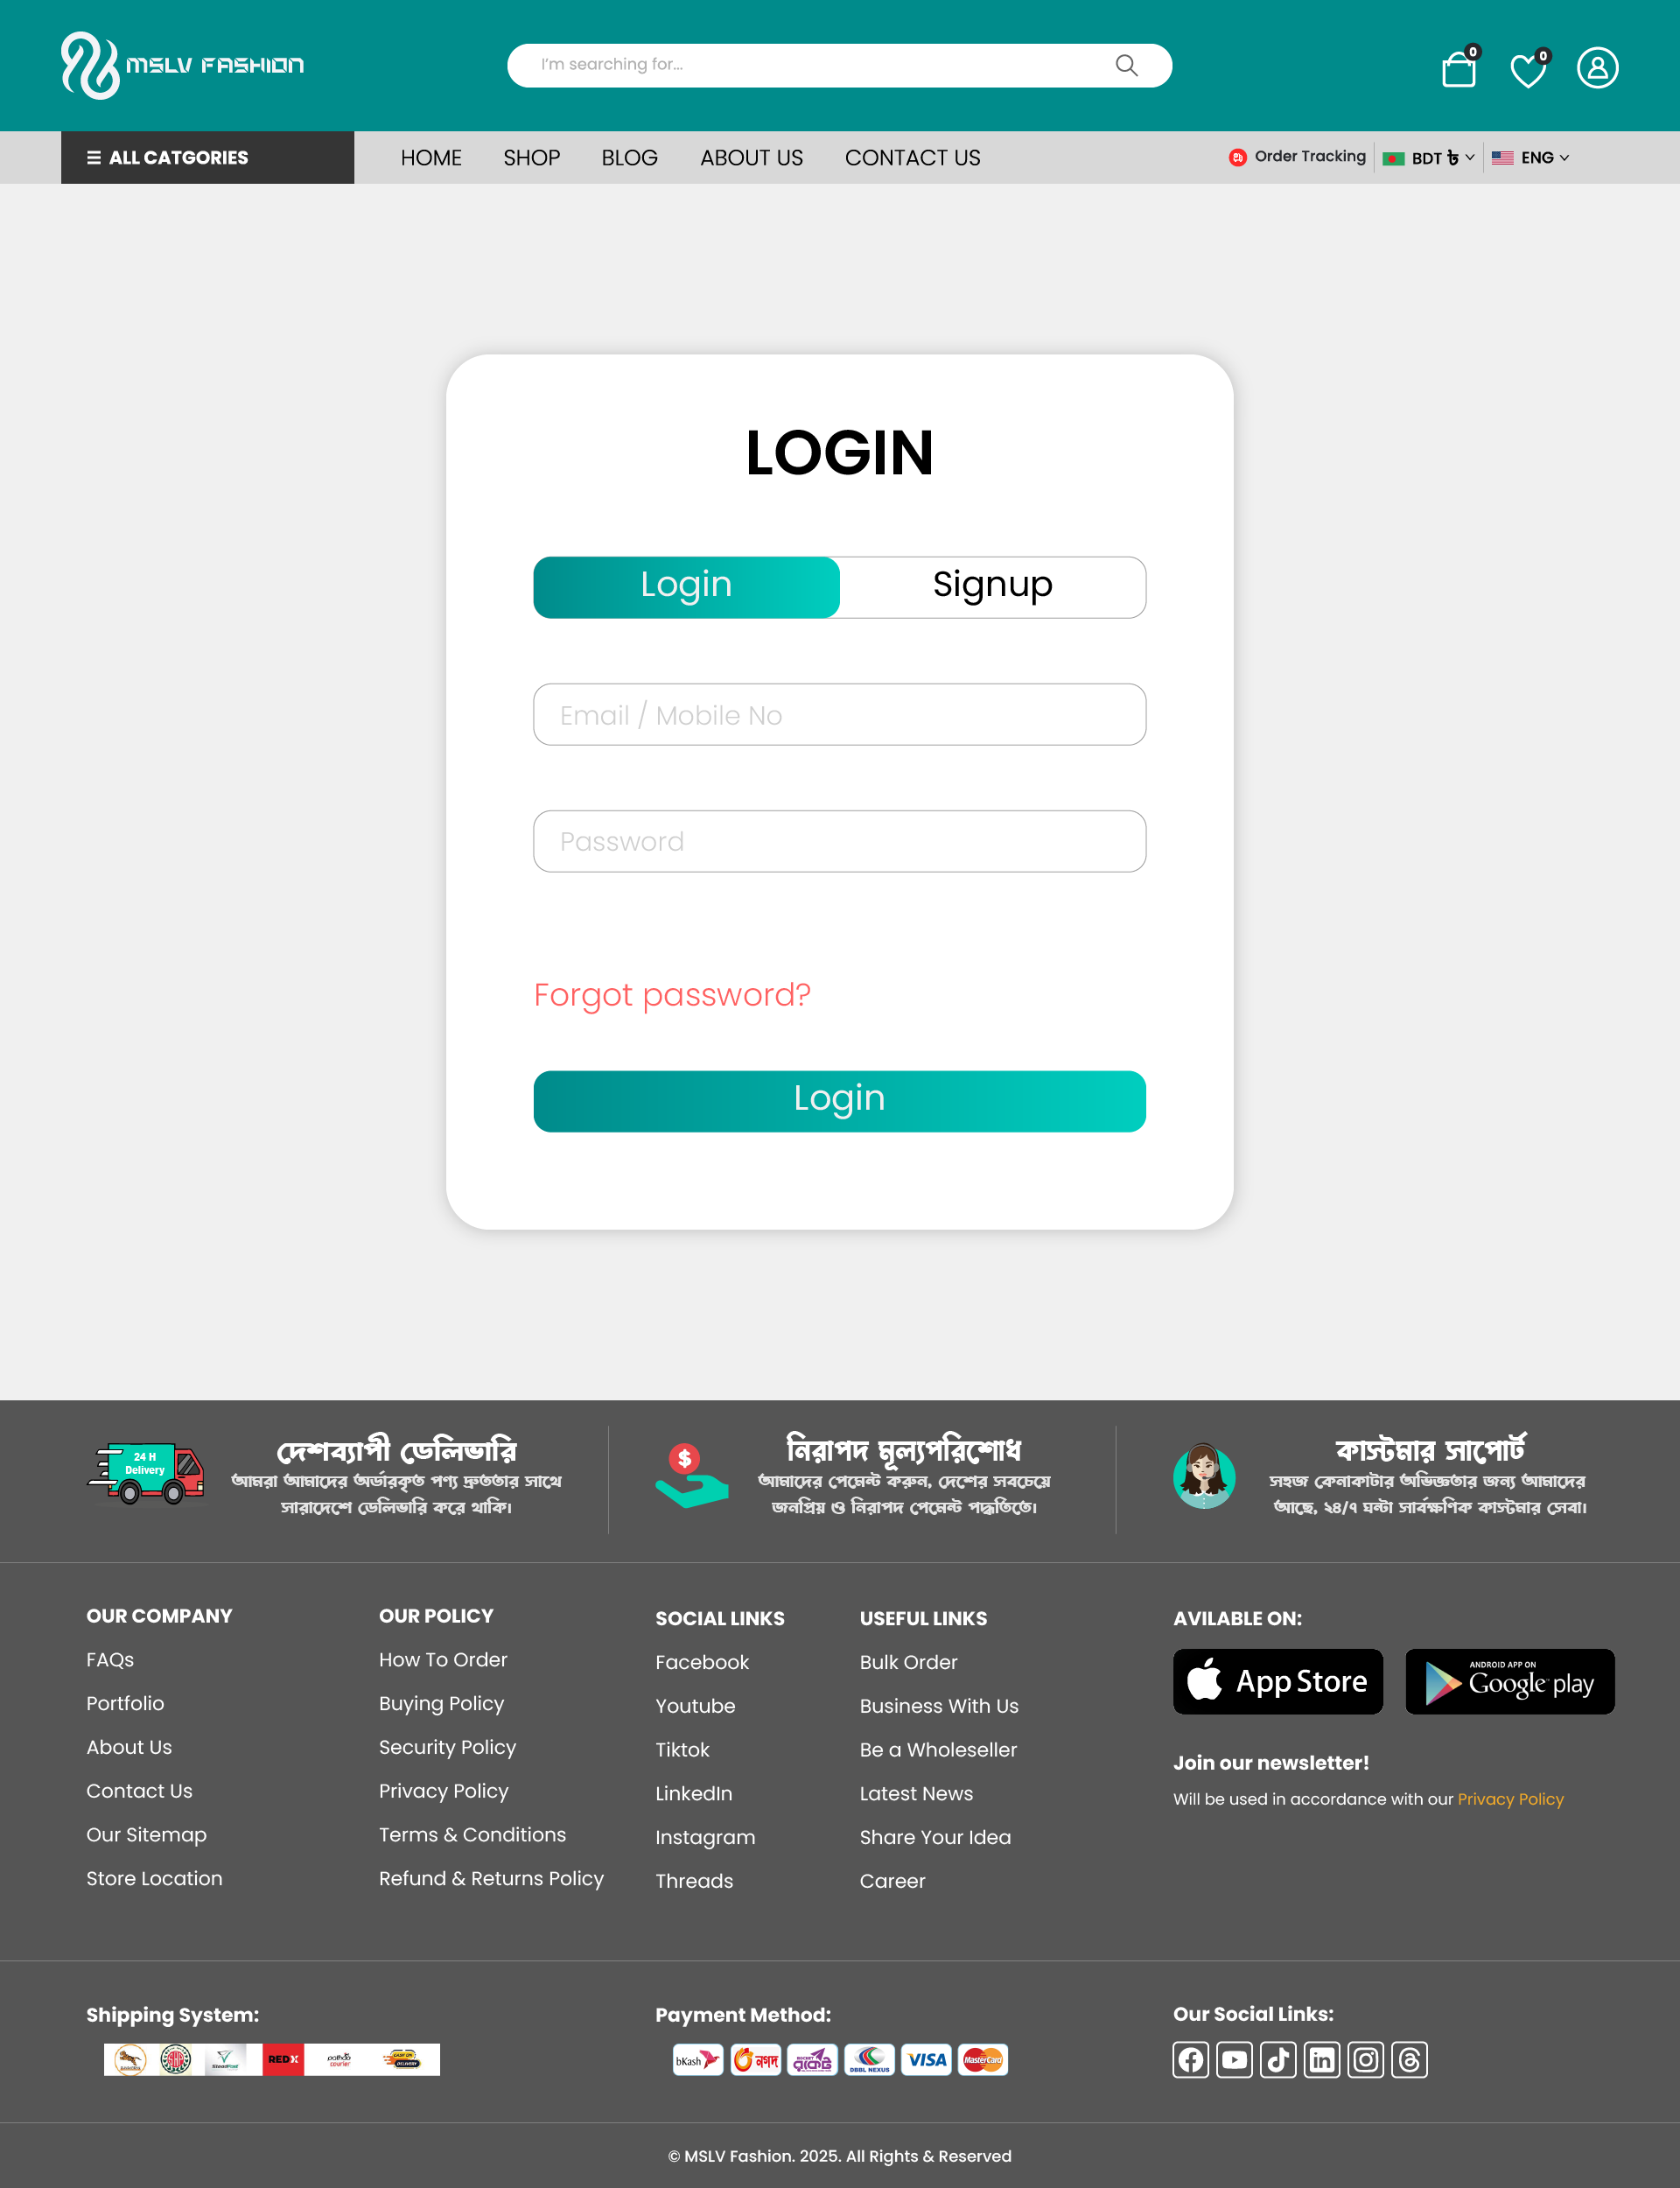 MSLV FASHION
I'm searching for...
0
0
☰ ALL CATGORIES
HOME SHOP BLOG ABOUT US CONTACT US
Order Tracking
BDT ৳
ENG
LOGIN
Login Signup
Email / Mobile No
Password
Forgot password?
Login
24 H
Delivery
দেশব্যাপী ডেলিভারি
আমরা আমাদের অর্ডারকৃত পণ্য দ্রুততার সাথে
সারাদেশে ডেলিভারি করে থাকি।
$
নিরাপদ মূল্যপরিশোধ
আমাদের পেমেন্ট করুন, দেশের সবচেয়ে
জনপ্রিয় ও নিরাপদ পেমেন্ট পদ্ধতিতে।
কাস্টমার সাপোর্ট
সহজ কেনাকাটার অভিজ্ঞতার জন্য আমাদের
আছে, ২৪/৭ ঘন্টা সার্বক্ষণিক কাস্টমার সেবা।
OUR COMPANY
FAQs
Portfolio
About Us
Contact Us
Our Sitemap
Store Location
OUR POLICY
How To Order
Buying Policy
Security Policy
Privacy Policy
Terms & Conditions
Refund & Returns Policy
SOCIAL LINKS
Facebook
Youtube
Tiktok
LinkedIn
Instagram
Threads
USEFUL LINKS
Bulk Order
Business With Us
Be a Wholeseller
Latest News
Share Your Idea
Career
AVILABLE ON:
App Store
ANDROID APP ON
Google play
Join our newsletter!
Will be used in accordance with our Privacy Policy
Shipping System:
REDX
pathao
courier
CASH ON
DELIVERY
Payment Method:
bKash
নগদ
ROCKET
রকেট
DBBL NEXUS
VISA
MasterCard
Our Social Links:
© MSLV Fashion. 2025. All Rights & Reserved